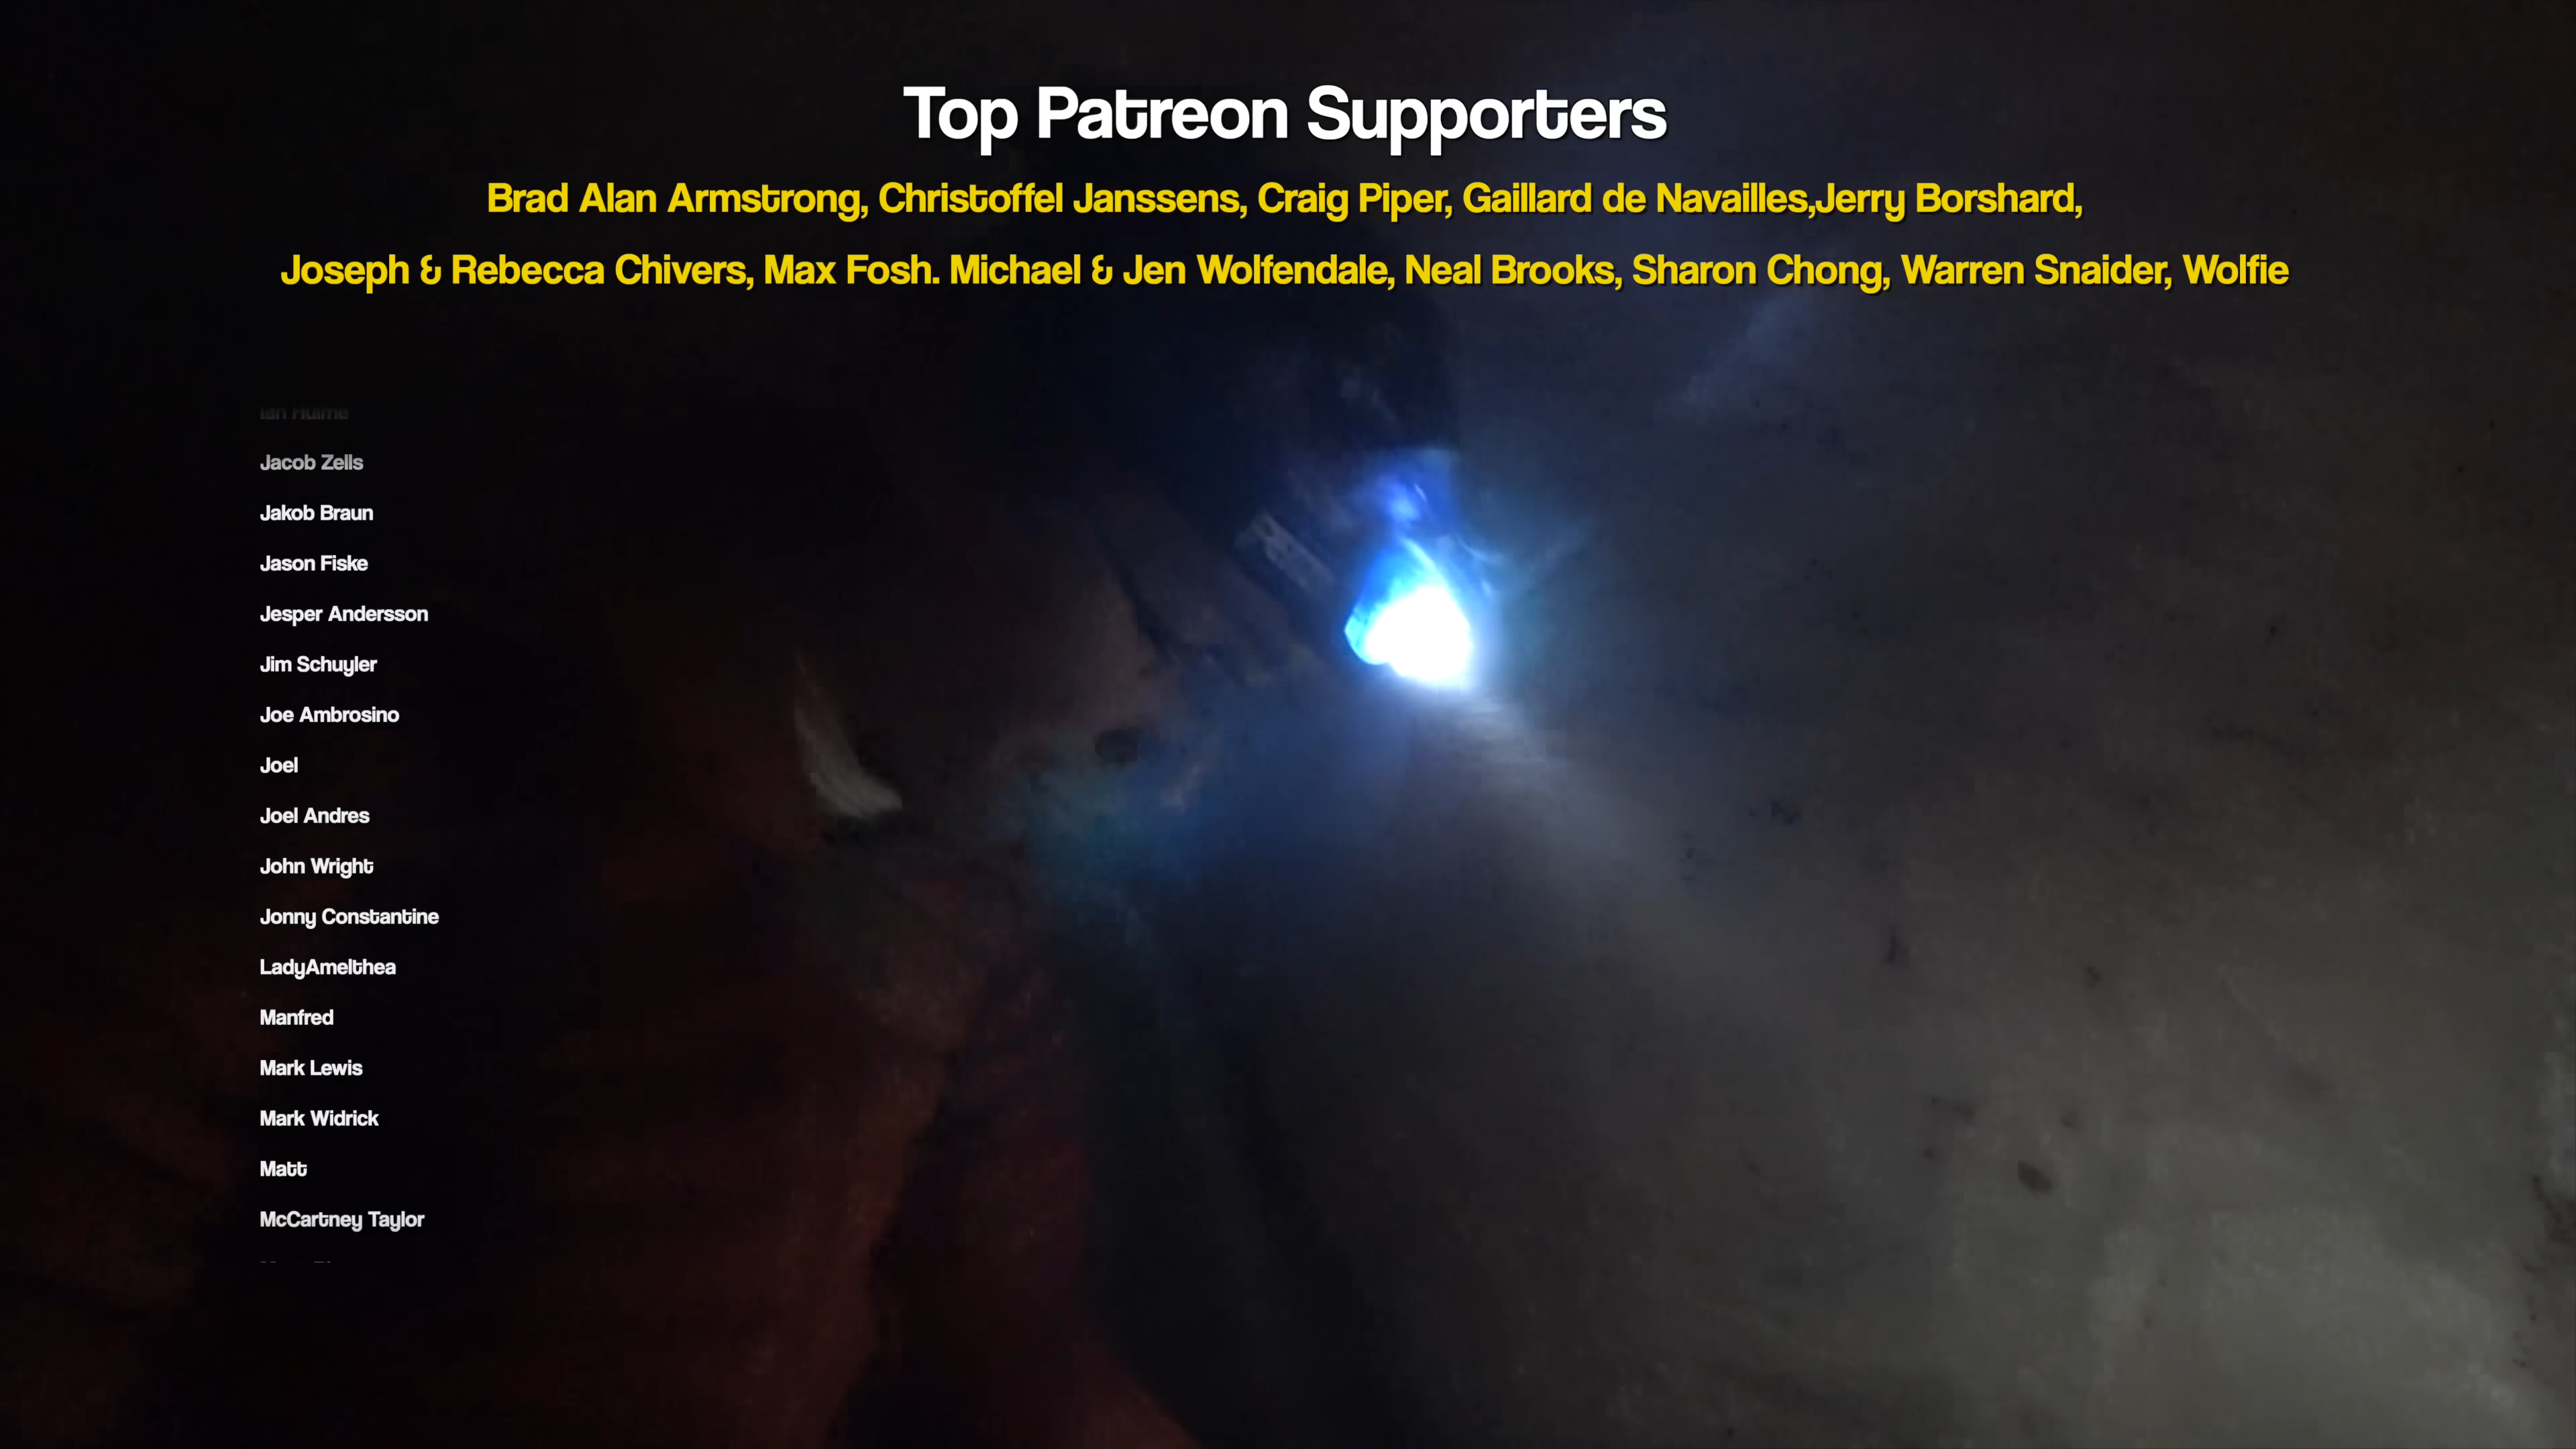 Top Patreon Supporters
Brad Alan Armstrong, Christoffel Janssens, Craig Piper, Gaillard de Navailles,Jerry Borshard,
Joseph & Rebecca Chivers, Max Fosh. Michael & Jen Wolfendale, Neal Brooks, Sharon Chong, Warren Snaider, Wolfie
Ian Hulme
Jacob Zells
Jakob Braun
Jason Fiske
Jesper Andersson
Jim Schuyler
Joe Ambrosino
Joel
Joel Andres
John Wright
Jonny Constantine
LadyAmelthea
Manfred
Mark Lewis
Mark Widrick
Matt
McCartney Taylor